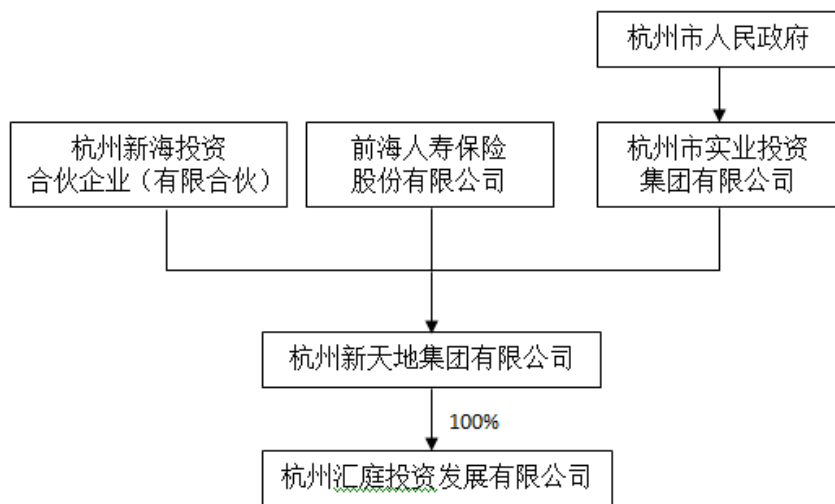 杭州市人民政府
杭州新海投资
合伙企业（有限合伙）
前海人寿保险
股份有限公司
杭州市实业投资
集团有限公司
杭州新天地集团有限公司
100%
杭州汇庭投资发展有限公司